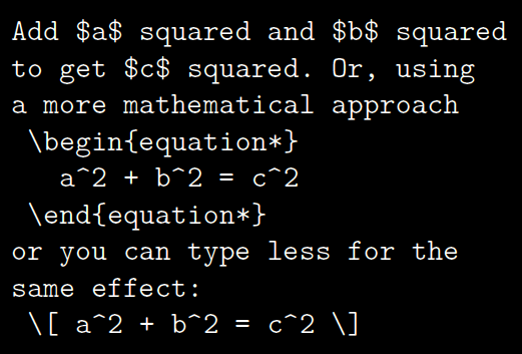 Add $a$ squared and $b$ squared
to get $c$ squared. Or, using
a more mathematical approach
\begin{equation*}
a^2 + b^2 = c^2
\end{equation*}
or you can type less for the
same effect:
\[ a^2 + b^2 = c^2 \]